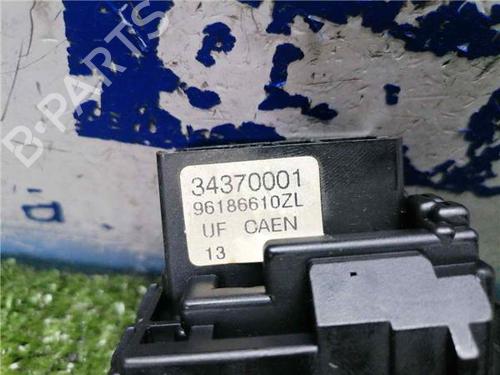 B-PARTS
34370001
96186610ZL
UF CAEN
13